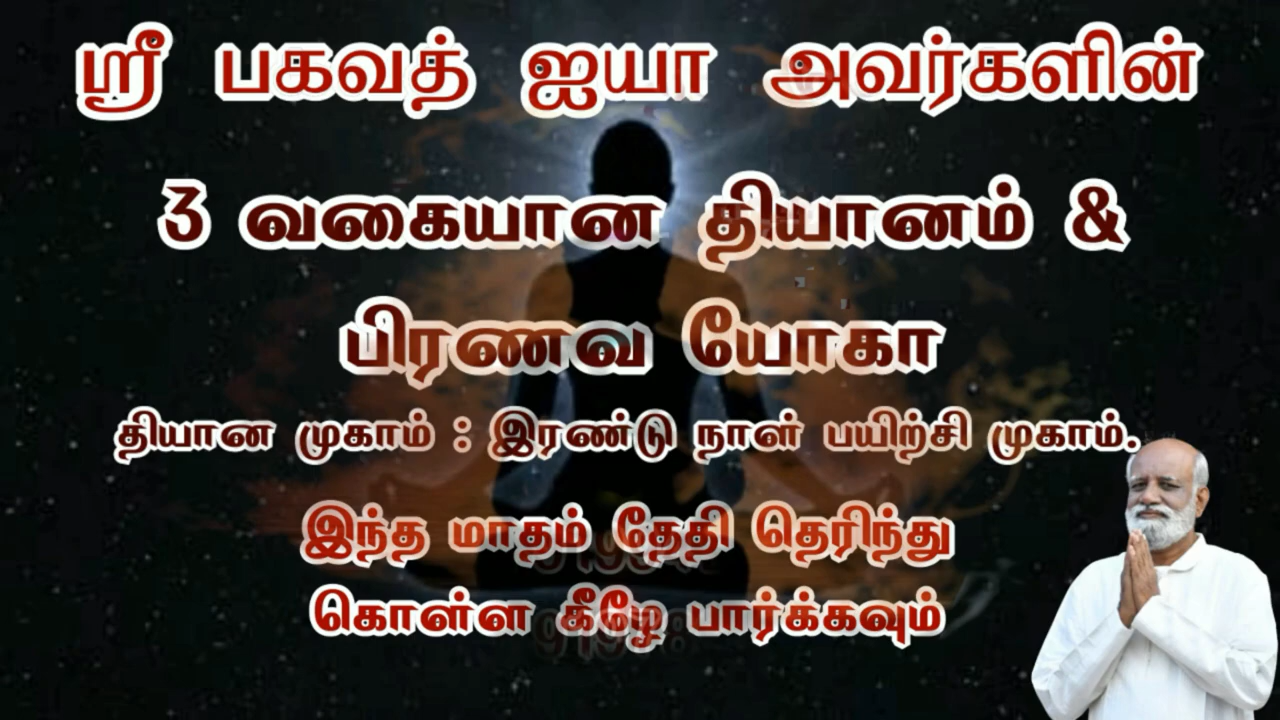 ஸ்ரீ பகவத் ஐயா அவர்களின்
3 வகையான தியானம் &
பிரணவ யோகா
தியான முகாம் : இரண்டு நாள் பயிற்சி முகாம்.
இந்த மாதம் தேதி தெரிந்து
கொள்ள கீழே பார்க்கவும்